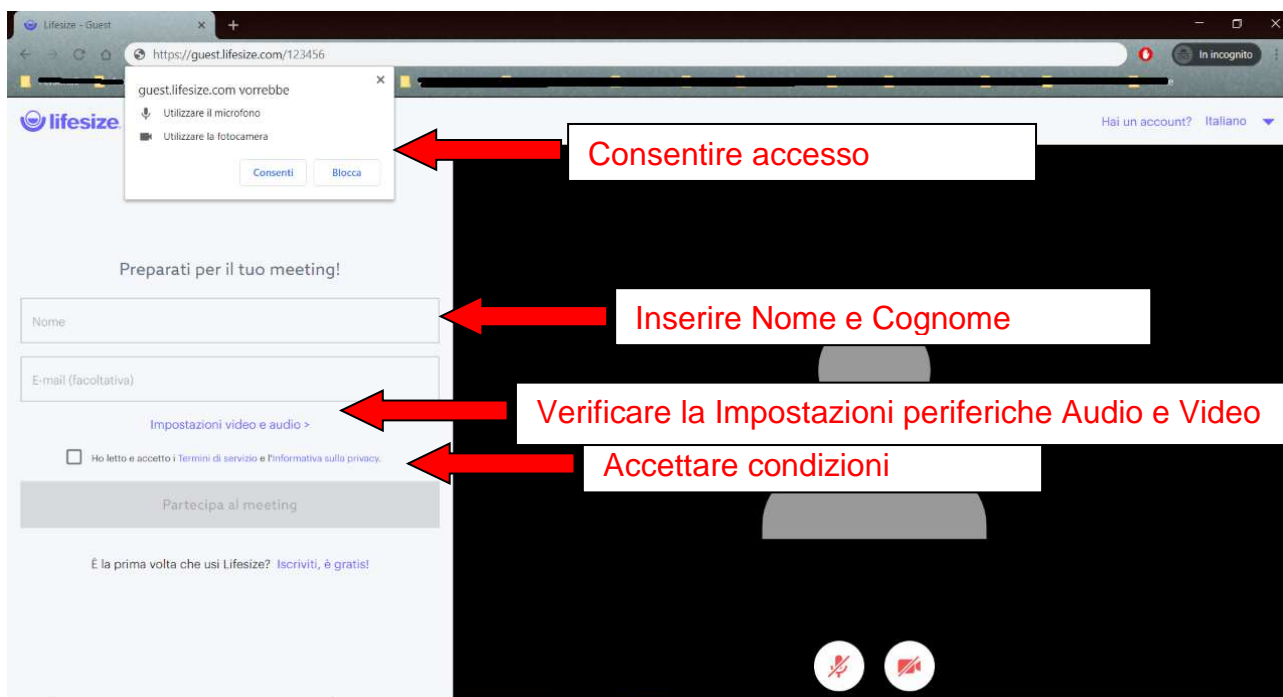 Lifesize - Guest
https://guest.lifesize.com/123456
In incognito
guest.lifesize.com vorrebbe
Utilizzare il microfono
Utilizzare la fotocamera
Consenti Blocca
lifesize
Hai un account? Italiano
Consentire accesso
Preparati per il tuo meeting!
Nome
Inserire Nome e Cognome
E-mail (facoltativa)
Verificare la Impostazioni periferiche Audio e Video
Impostazioni video e audio >
Ho letto e accetto i Termini di servizio e l'Informativa sulla privacy.
Accettare condizioni
Partecipa al meeting
È la prima volta che usi Lifesize? Iscriviti, è gratis!